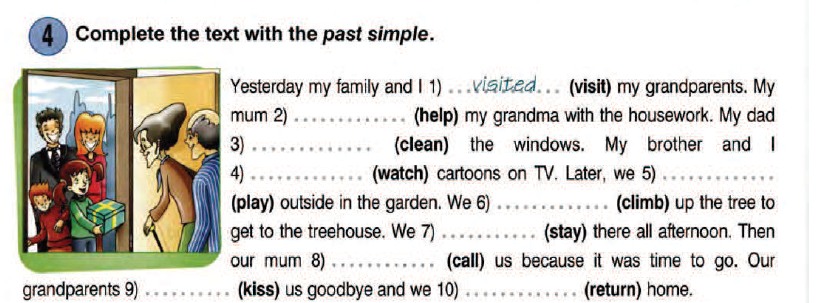 4 Complete the text with the past simple.
Yesterday my family and I 1) ...visited... (visit) my grandparents. My
mum 2) ............. (help) my grandma with the housework. My dad
3) .............. (clean) the windows. My brother and I
4) ............. (watch) cartoons on TV. Later, we 5) .............
(play) outside in the garden. We 6) ............. (climb) up the tree to
get to the treehouse. We 7) ........... (stay) there all afternoon. Then
our mum 8) ............ (call) us because it was time to go. Our
grandparents 9) .......... (kiss) us goodbye and we 10) ............. (return) home.